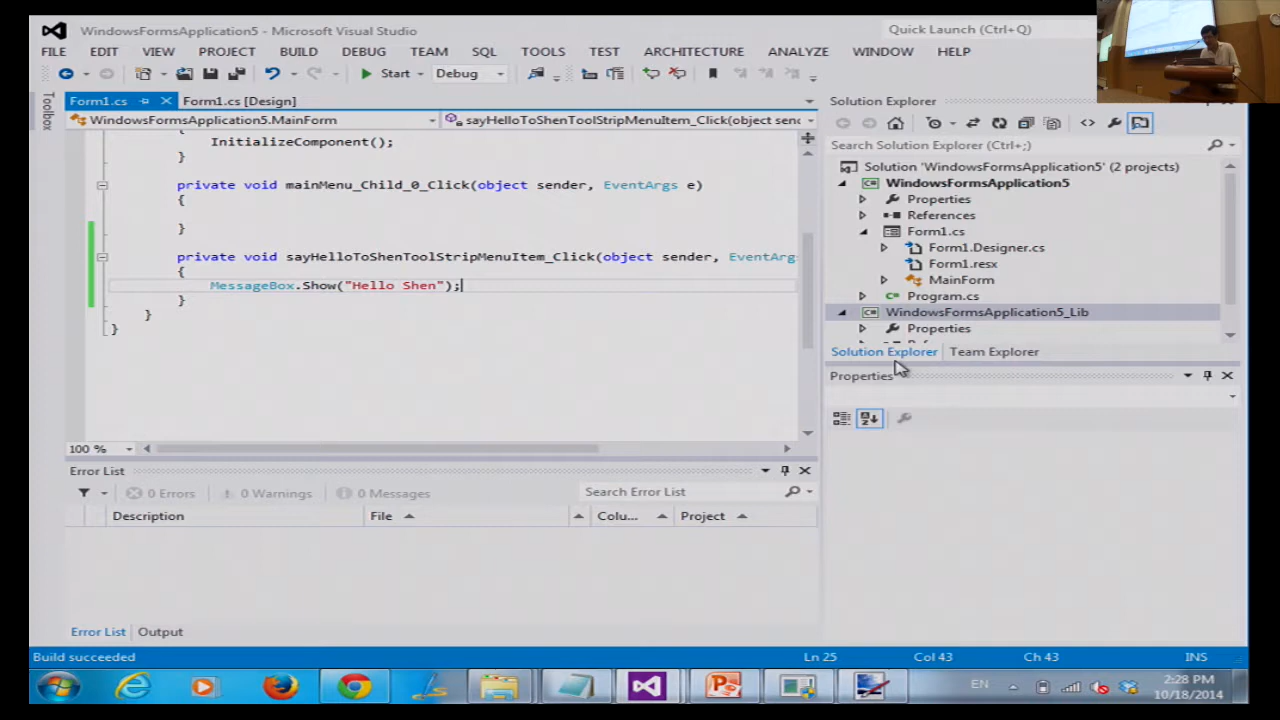 WindowsFormsApplication5 - Microsoft Visual Studio
Quick Launch (Ctrl+Q)
FILE EDIT VIEW PROJECT BUILD DEBUG TEAM SQL TOOLS TEST ARCHITECTURE ANALYZE WINDOW HELP
Start Debug
Toolbox
Form1.cs Form1.cs [Design]
WindowsFormsApplication5.MainForm sayHelloToShenToolStripMenuItem_Click(object senc
{
InitializeComponent();
}
private void mainMenu_Child_0_Click(object sender, EventArgs e)
{
}
private void sayHelloToShenToolStripMenuItem_Click(object sender, EventArgs
{
MessageBox.Show("Hello Shen");
}
}
}
100 %
Solution Explorer
Search Solution Explorer (Ctrl+;)
Solution 'WindowsFormsApplication5' (2 projects)
WindowsFormsApplication5
Properties
References
Form1.cs
Form1.Designer.cs
Form1.resx
MainForm
Program.cs
WindowsFormsApplication5_Lib
Properties
Solution Explorer Team Explorer
Properties
Error List
0 Errors 0 Warnings 0 Messages Search Error List
Description File Colu... Project
Error List Output
Build succeeded Ln 25 Col 43 Ch 43 INS
EN 2:28 PM
10/18/2014